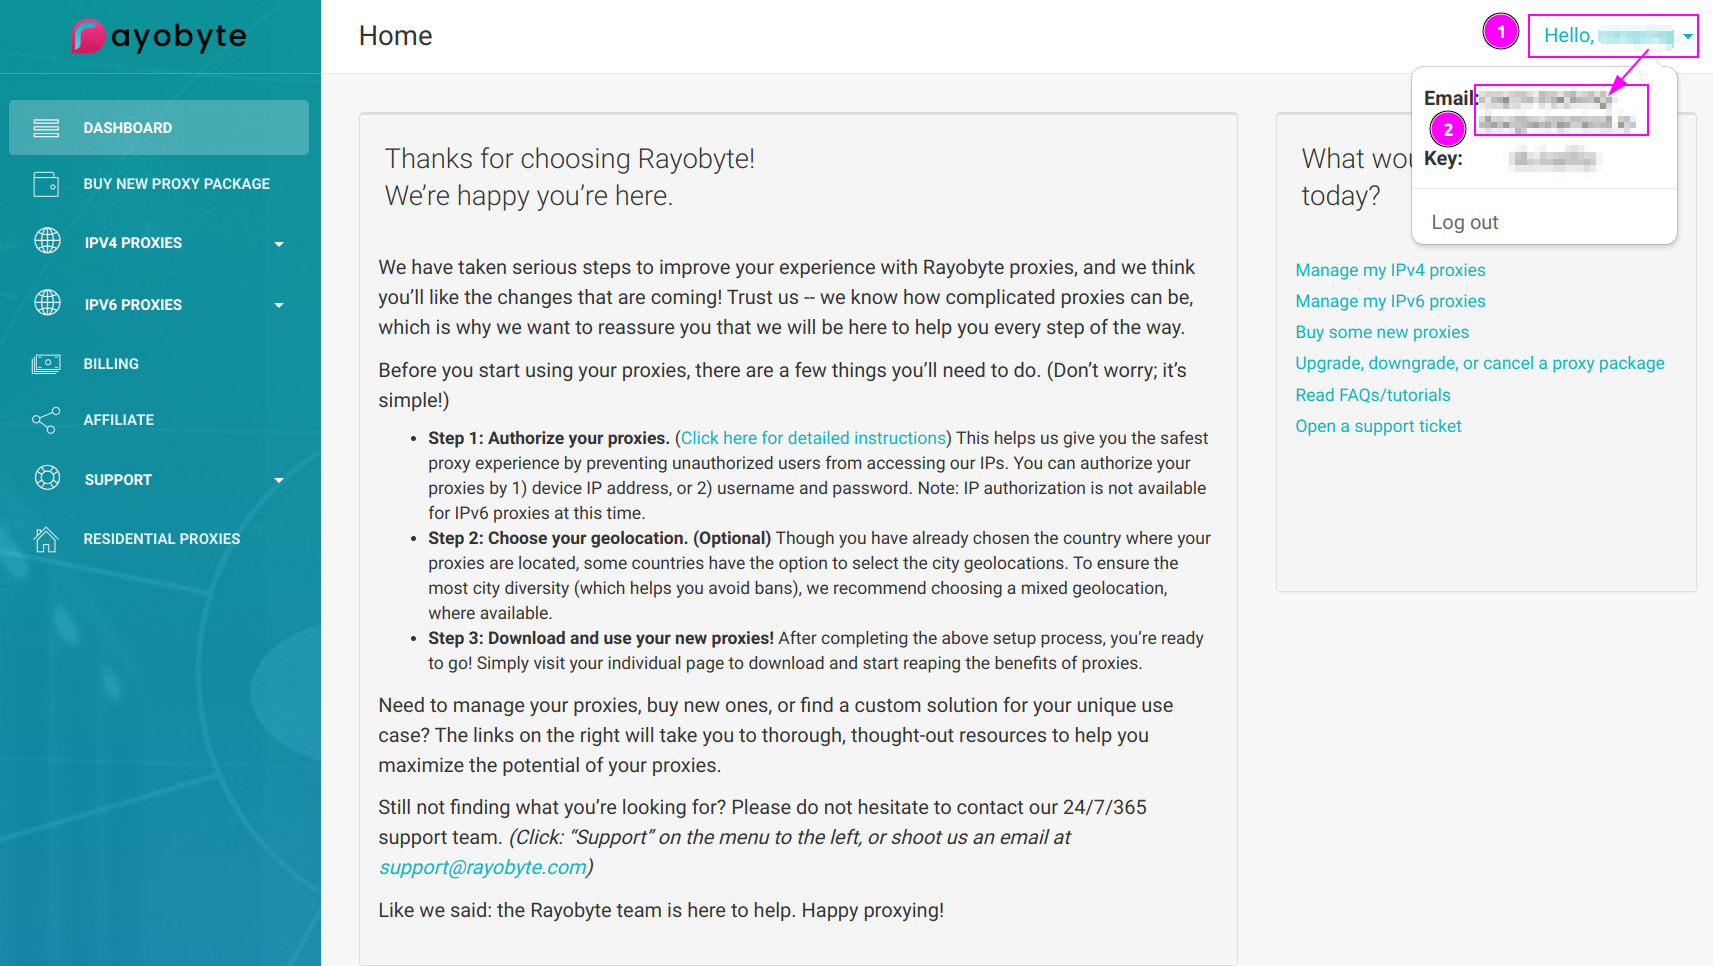 ayobyte
Home
1
Hello,
DASHBOARD
BUY NEW PROXY PACKAGE
IPV4 PROXIES
IPV6 PROXIES
BILLING
AFFILIATE
SUPPORT
RESIDENTIAL PROXIES
Email:
2
Key:
Log out
Thanks for choosing Rayobyte!
We're happy you're here.
We have taken serious steps to improve your experience with Rayobyte proxies, and we think
you'll like the changes that are coming! Trust us -- we know how complicated proxies can be,
which is why we want to reassure you that we will be here to help you every step of the way.
Before you start using your proxies, there are a few things you'll need to do. (Don't worry; it's
simple!)
• Step 1: Authorize your proxies. (Click here for detailed instructions) This helps us give you the safest
proxy experience by preventing unauthorized users from accessing our IPs. You can authorize your
proxies by 1) device IP address, or 2) username and password. Note: IP authorization is not available
for IPv6 proxies at this time.
• Step 2: Choose your geolocation. (Optional) Though you have already chosen the country where your
proxies are located, some countries have the option to select the city geolocations. To ensure the
most city diversity (which helps you avoid bans), we recommend choosing a mixed geolocation,
where available.
• Step 3: Download and use your new proxies! After completing the above setup process, you're ready
to go! Simply visit your individual page to download and start reaping the benefits of proxies.
Need to manage your proxies, buy new ones, or find a custom solution for your unique use
case? The links on the right will take you to thorough, thought-out resources to help you
maximize the potential of your proxies.
Still not finding what you're looking for? Please do not hesitate to contact our 24/7/365
support team. (Click: “Support” on the menu to the left, or shoot us an email at
support@rayobyte.com)
Like we said: the Rayobyte team is here to help. Happy proxying!
What
today?
Manage my IPv4 proxies
Manage my IPv6 proxies
Buy some new proxies
Upgrade, downgrade, or cancel a proxy package
Read FAQs/tutorials
Open a support ticket